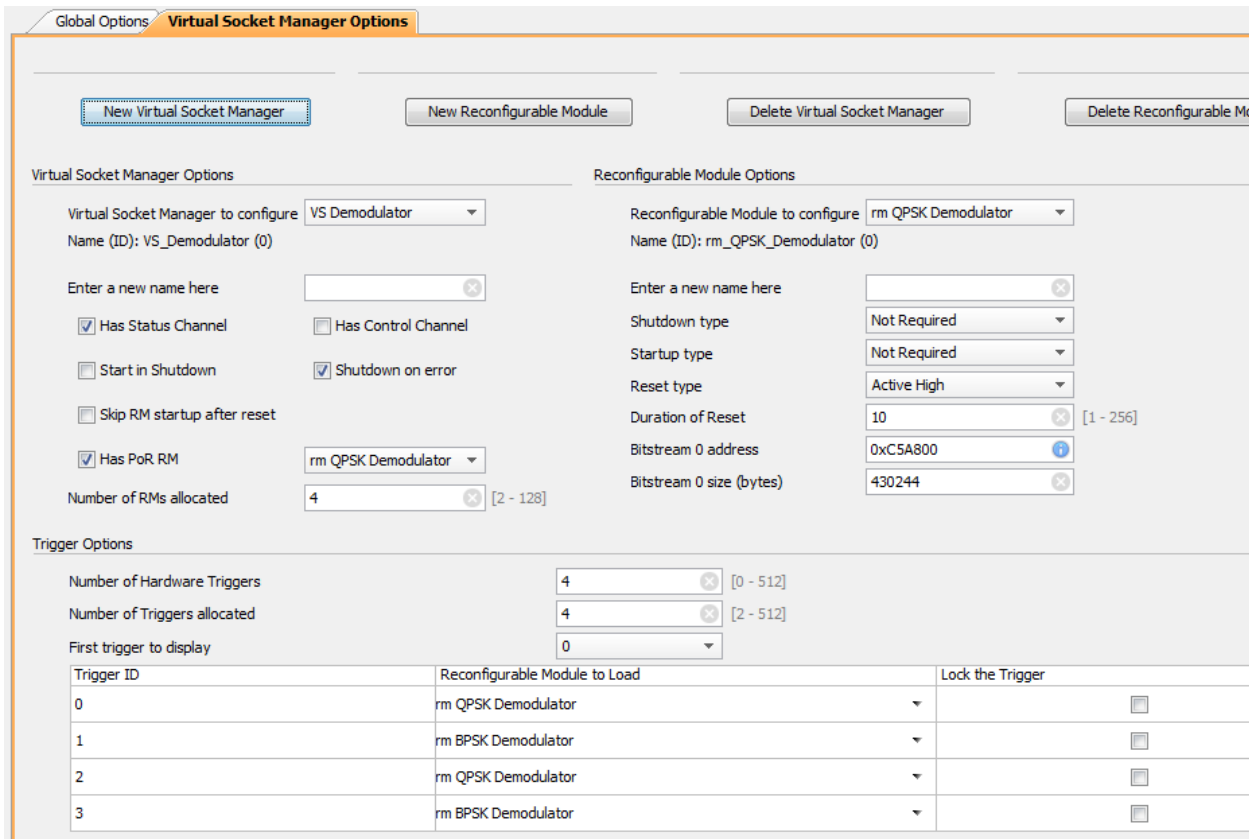 Global Options Virtual Socket Manager Options
New Virtual Socket Manager New Reconfigurable Module Delete Virtual Socket Manager Delete Reconfigurable
Virtual Socket Manager Options Reconfigurable Module Options
Virtual Socket Manager to configure VS Demodulator Reconfigurable Module to configure rm QPSK Demodulator
Name (ID): VS_Demodulator (0) Name (ID): rm_QPSK_Demodulator (0)
Enter a new name here Enter a new name here
Has Status Channel Has Control Channel Shutdown type Not Required
Startup type Not Required
Start in Shutdown Shutdown on error Reset type Active High
Skip RM startup after reset Duration of Reset 10 [1 - 256]
Bitstream 0 address 0xC5A800
Has PoR RM rm QPSK Demodulator Bitstream 0 size (bytes) 430244
Number of RMs allocated 4 [2 - 128]
Trigger Options
Number of Hardware Triggers 4 [0 - 512]
Number of Triggers allocated 4 [2 - 512]
First trigger to display 0
Trigger ID Reconfigurable Module to Load Lock the Trigger
0 rm QPSK Demodulator
1 rm BPSK Demodulator
2 rm QPSK Demodulator
3 rm BPSK Demodulator